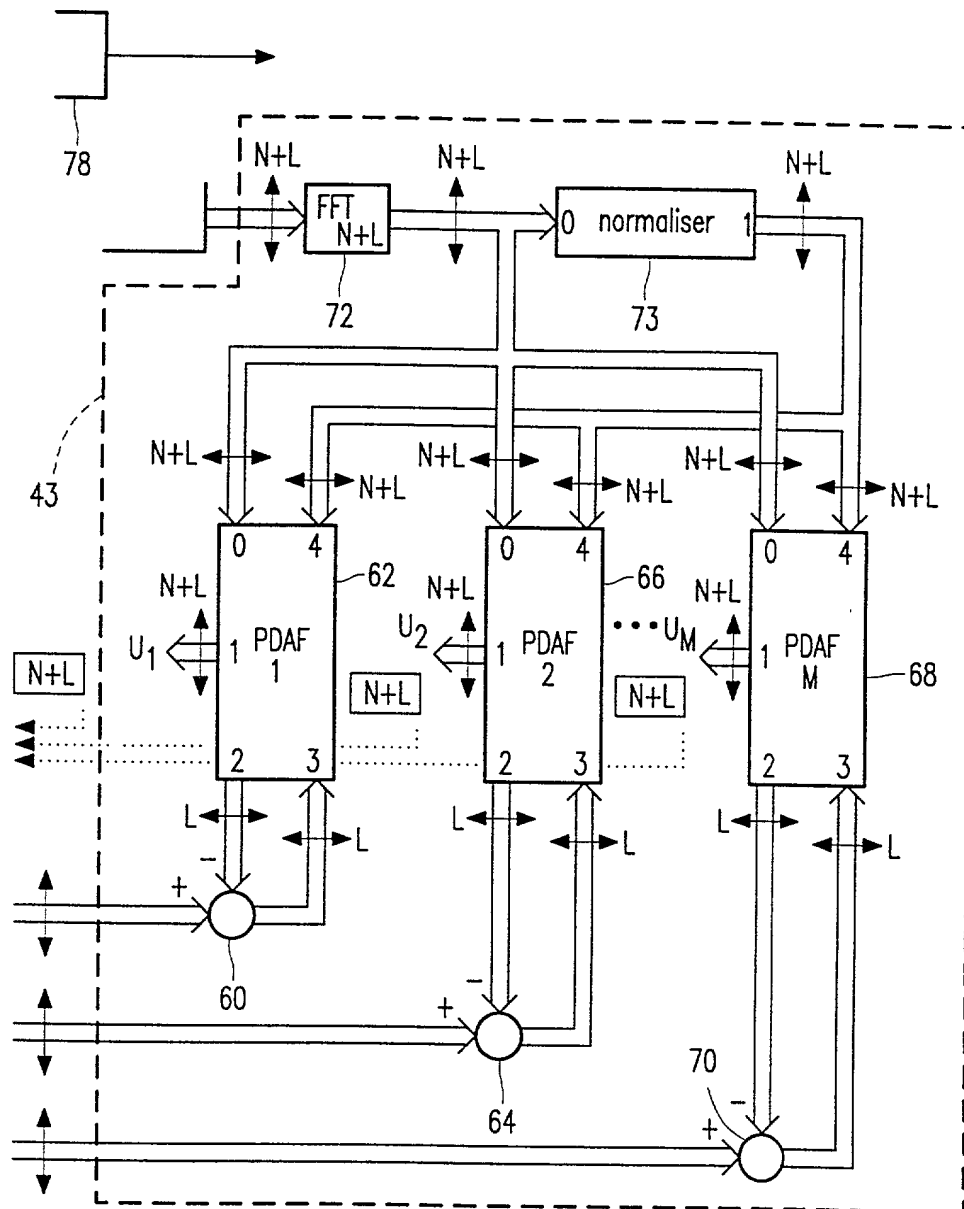 78
N+L N+L N+L
FFT
N+L
0 normaliser 1
72
73
43
N+L N+L N+L
N+L N+L N+L
0 4 0 4 0 4
62
66
N+L N+L N+L
U1 1 PDAF
1
U2 1 PDAF
2
••• UM 1 PDAF
M
68
N+L
N+L
N+L
2 3 2 3 2 3
L L L
L L L
- +
60
- +
64
70
- +